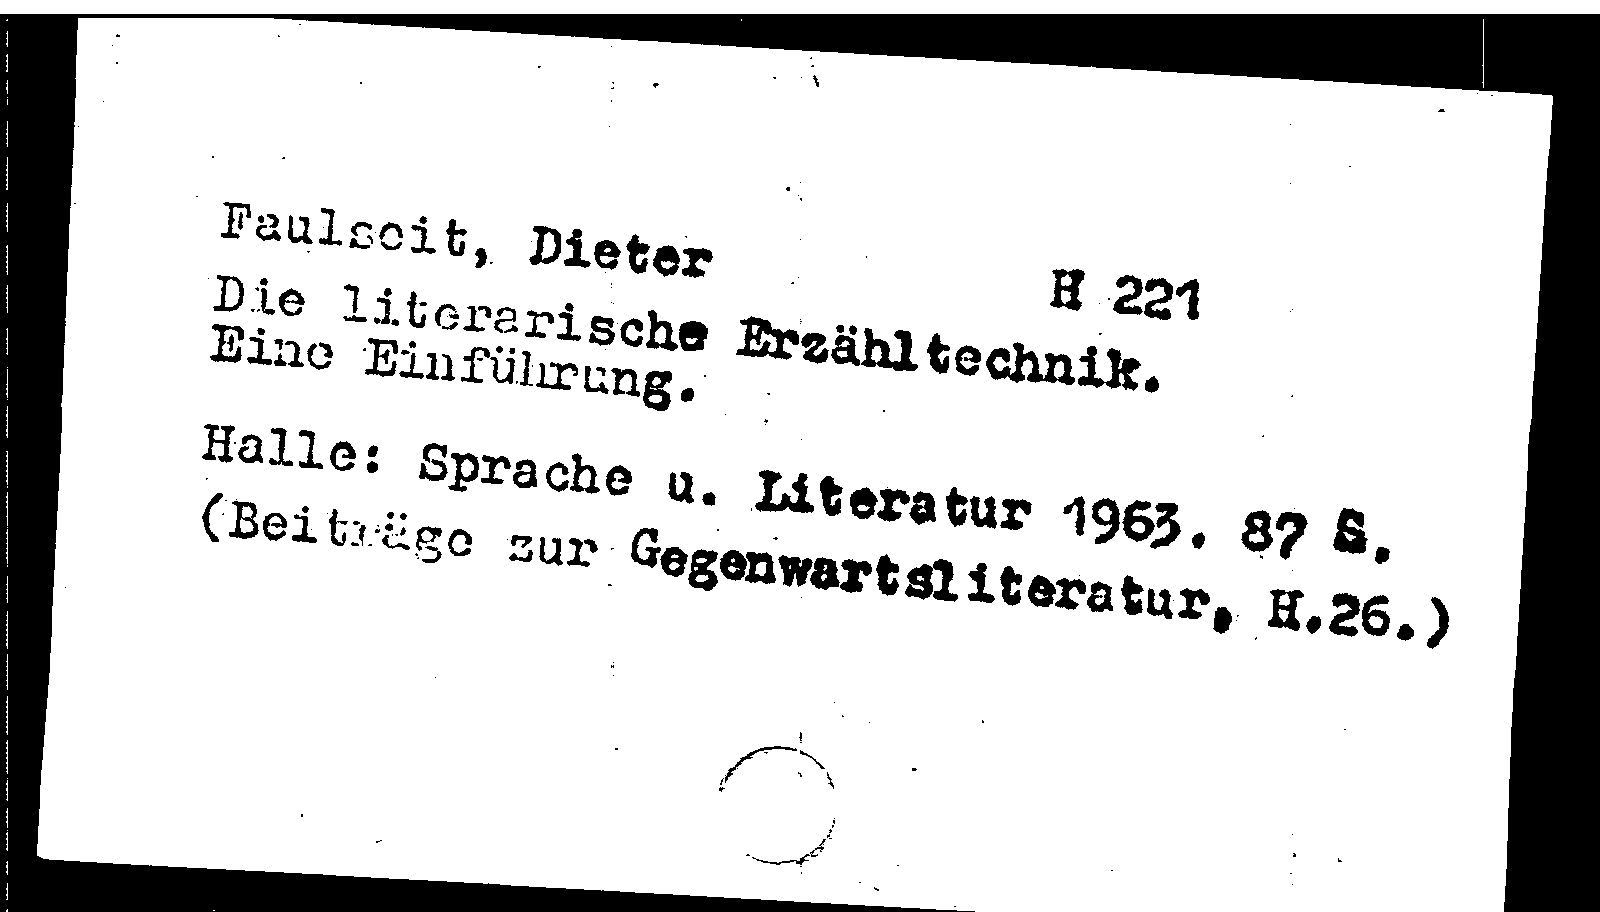 Faulseit, Dieter H 221
Die literarische Erzähltechnik.
Eine Einführung.
Halle: Sprache u. Literatur 1963. 87 S.
(Beiträge zur Gegenwartsliteratur, H.26.)